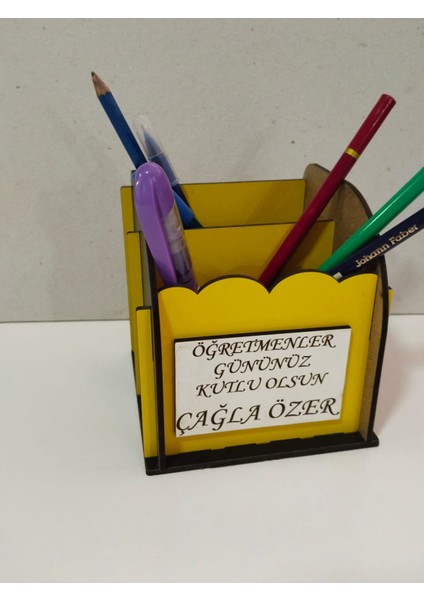 Johann Faber
ÖĞRETMENLER
GÜNÜNÜZ
KUTLU OLSUN
ÇAĞLA ÖZER